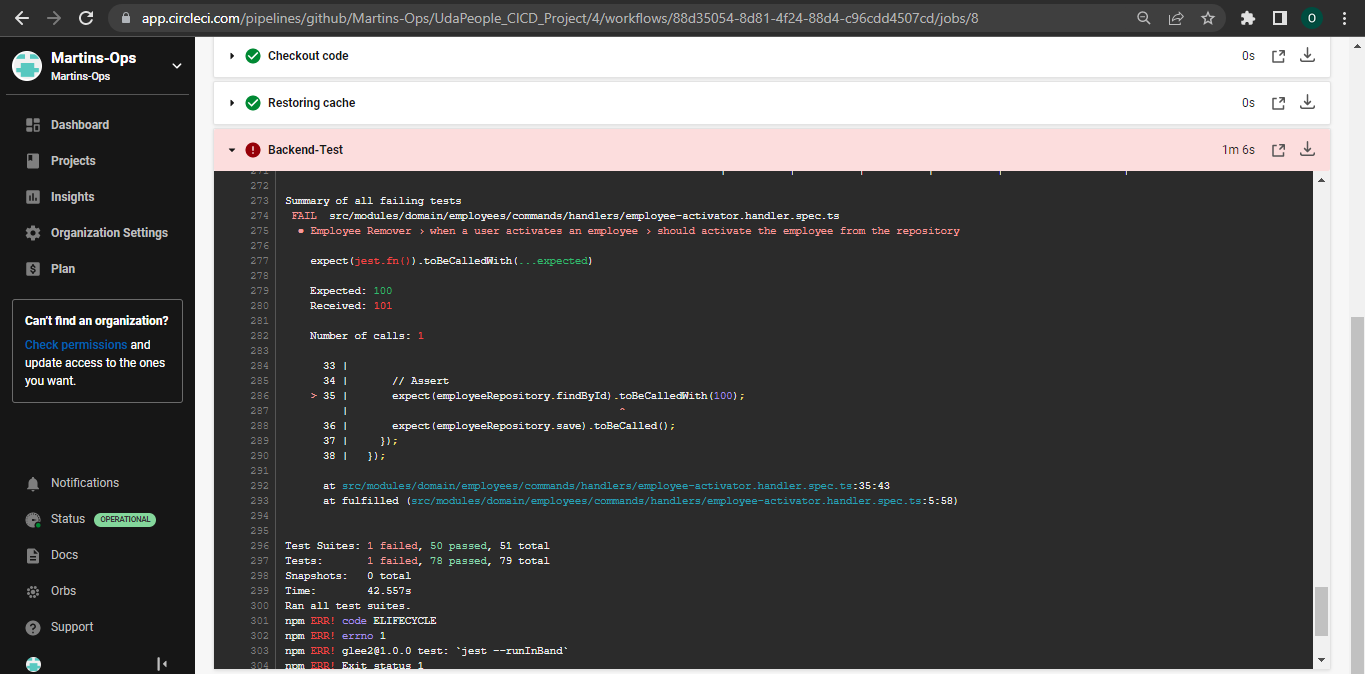 app.circleci.com/pipelines/github/Martins-Ops/UdaPeople_CICD_Project/4/workflows/88d35054-8d81-4f24-88d4-c96cdd4507cd/jobs/8
O
Martins-Ops
Martins-Ops
Dashboard
Projects
Insights
Organization Settings
Plan
Can't find an organization?
Check permissions and
update access to the ones
you want.
Notifications
Status OPERATIONAL
Docs
Orbs
Support
Checkout code 0s
Restoring cache 0s
Backend-Test 1m 6s
271
272
273 Summary of all failing tests
274 FAIL src/modules/domain/employees/commands/handlers/employee-activator.handler.spec.ts
275 ● Employee Remover › when a user activates an employee › should activate the employee from the repository
276
277 expect(jest.fn()).toBeCalledWith(...expected)
278
279 Expected: 100
280 Received: 101
281
282 Number of calls: 1
283
284 33 |
285 34 | // Assert
286 > 35 | expect(employeeRepository.findById).toBeCalledWith(100);
287 | ^
288 36 | expect(employeeRepository.save).toBeCalled();
289 37 | });
290 38 | });
291
292 at src/modules/domain/employees/commands/handlers/employee-activator.handler.spec.ts:35:43
293 at fulfilled (src/modules/domain/employees/commands/handlers/employee-activator.handler.spec.ts:5:58)
294
295
296 Test Suites: 1 failed, 50 passed, 51 total
297 Tests: 1 failed, 78 passed, 79 total
298 Snapshots: 0 total
299 Time: 42.557s
300 Ran all test suites.
301 npm ERR! code ELIFECYCLE
302 npm ERR! errno 1
303 npm ERR! glee2@1.0.0 test: `jest --runInBand`
304 npm ERR! Exit status 1